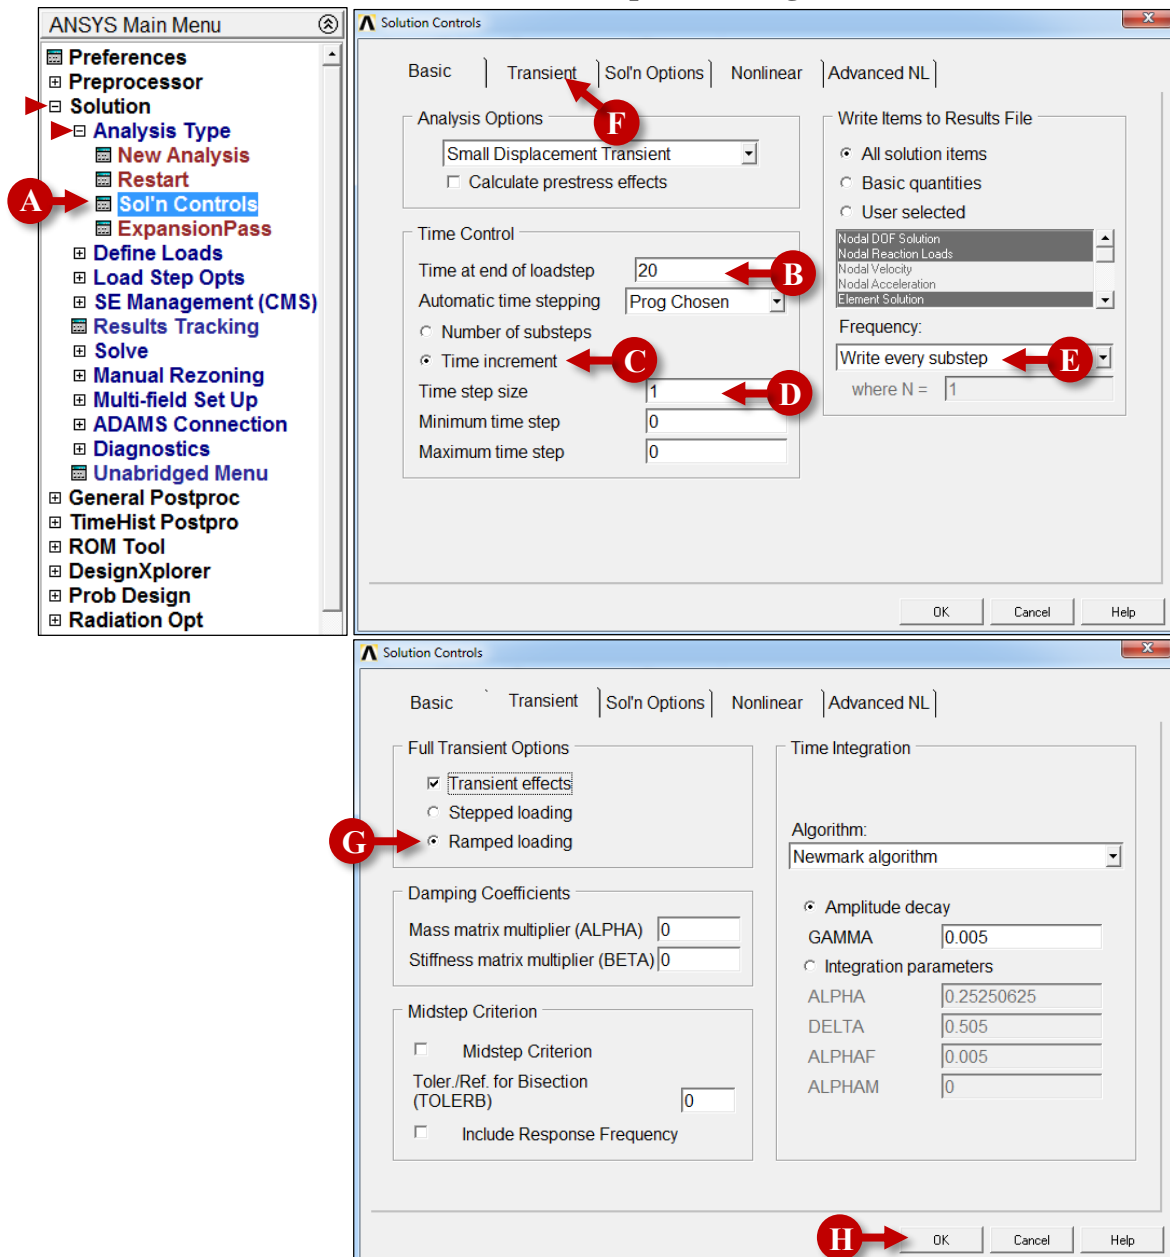 ANSYS Main Menu
Preferences
Preprocessor
Solution
Analysis Type
New Analysis
Restart
A
Sol'n Controls
ExpansionPass
Define Loads
Load Step Opts
SE Management (CMS)
Results Tracking
Solve
Manual Rezoning
Multi-field Set Up
ADAMS Connection
Diagnostics
Unabridged Menu
General Postproc
TimeHist Postpro
ROM Tool
DesignXplorer
Prob Design
Radiation Opt
Solution Controls
Basic Transient Sol'n Options Nonlinear Advanced NL
F
Analysis Options
Small Displacement Transient
Calculate prestress effects
Time Control
Time at end of loadstep 20 B
Automatic time stepping Prog Chosen
Number of substeps
Time increment C
Time step size 1 D
Minimum time step 0
Maximum time step 0
Write Items to Results File
All solution items
Basic quantities
User selected
Nodal DOF Solution
Nodal Reaction Loads
Nodal Velocity
Nodal Acceleration
Element Solution
Frequency:
Write every substep E
where N = 1
OK Cancel Help
Solution Controls
Basic Transient Sol'n Options Nonlinear Advanced NL
Full Transient Options
Transient effects
Stepped loading
G Ramped loading
Damping Coefficients
Mass matrix multiplier (ALPHA) 0
Stiffness matrix multiplier (BETA) 0
Midstep Criterion
Midstep Criterion
Toler./Ref. for Bisection
(TOLERB) 0
Include Response Frequency
Time Integration
Algorithm:
Newmark algorithm
Amplitude decay
GAMMA 0.005
Integration parameters
ALPHA 0.25250625
DELTA 0.505
ALPHAF 0.005
ALPHAM 0
H OK Cancel Help